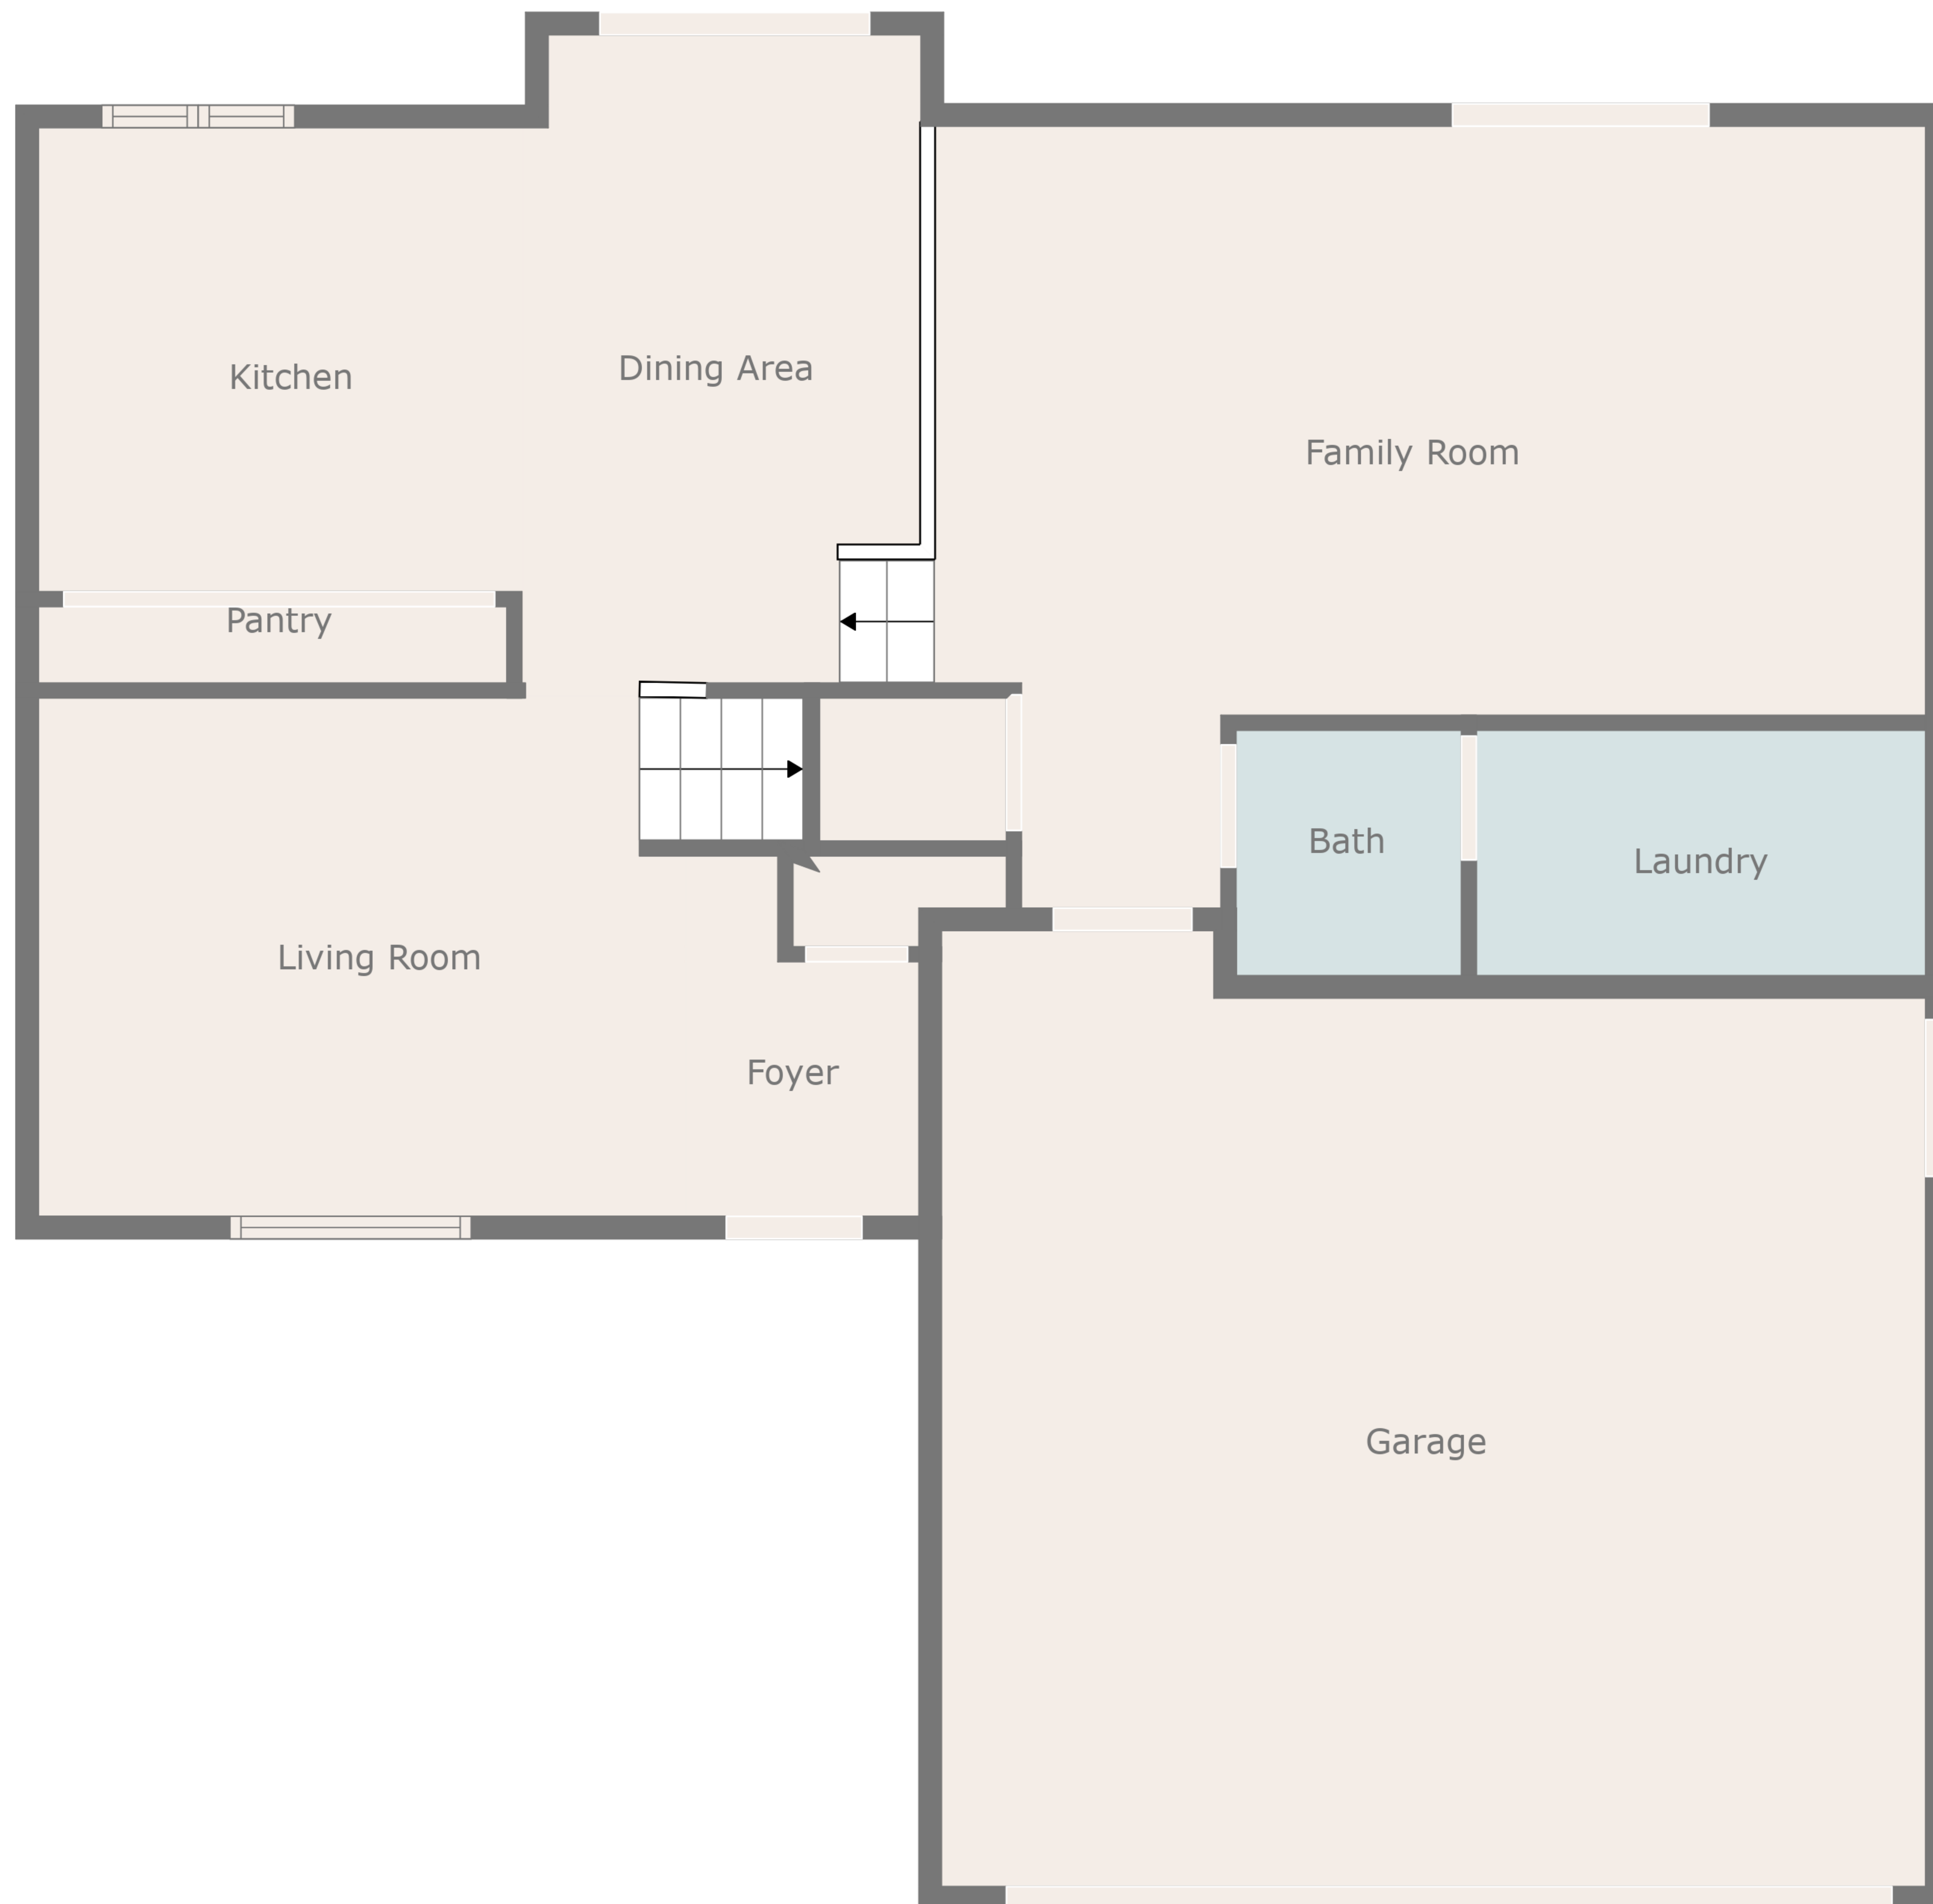 Dining Area
Kitchen
Family Room
Pantry
Bath
Laundry
Living Room
Foyer
Garage